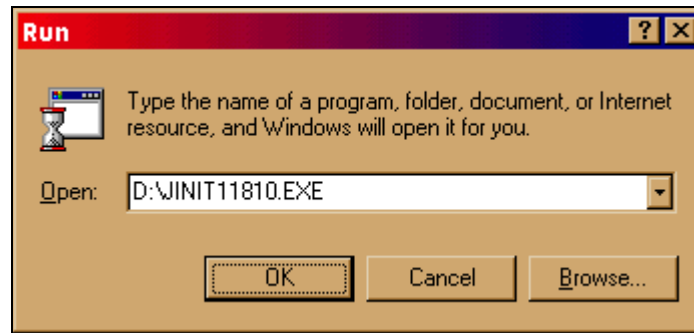 Run
Type the name of a program, folder, document, or Internet
resource, and Windows will open it for you.
Open: D:\JINIT11810.EXE
OK Cancel Browse...